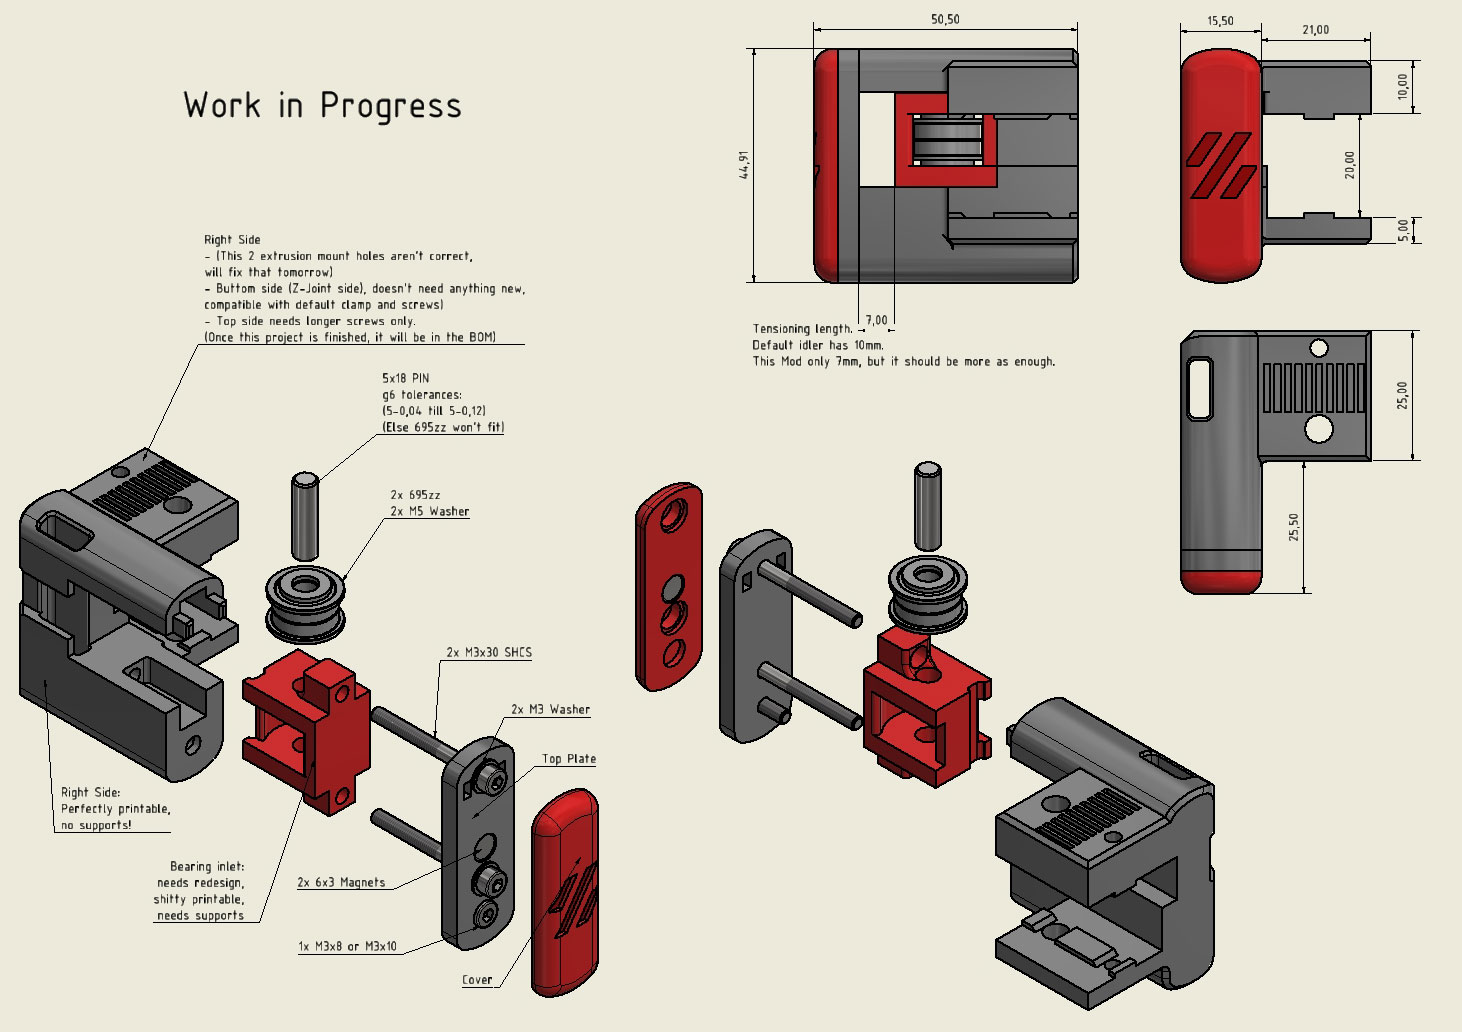 Work in Progress
Right Side
- (This 2 extrusion mount holes aren't correct,
will fix that tomorrow)
- Buttom side (Z-Joint side), doesn't need anything new,
compatible with default clamp and screws)
- Top side needs longer screws only.
(Once this project is finished, it will be in the BOM)
5x18 PIN
g6 tolerances:
(5-0,04 till 5-0,12)
(Else 695zz won't fit)
2x 695zz
2x M5 Washer
2x M3x30 SHCS
2x M3 Washer
Top Plate
Right Side:
Perfectly printable,
no supports!
Bearing inlet:
needs redesign,
shitty printable,
needs supports
2x 6x3 Magnets
1x M3x8 or M3x10
Cover
50,50
44,91
7,00
Tensioning length.
Default idler has 10mm.
This Mod only 7mm, but it should be more as enough.
15,50
21,00
10,00
20,00
5,00
25,00
25,50